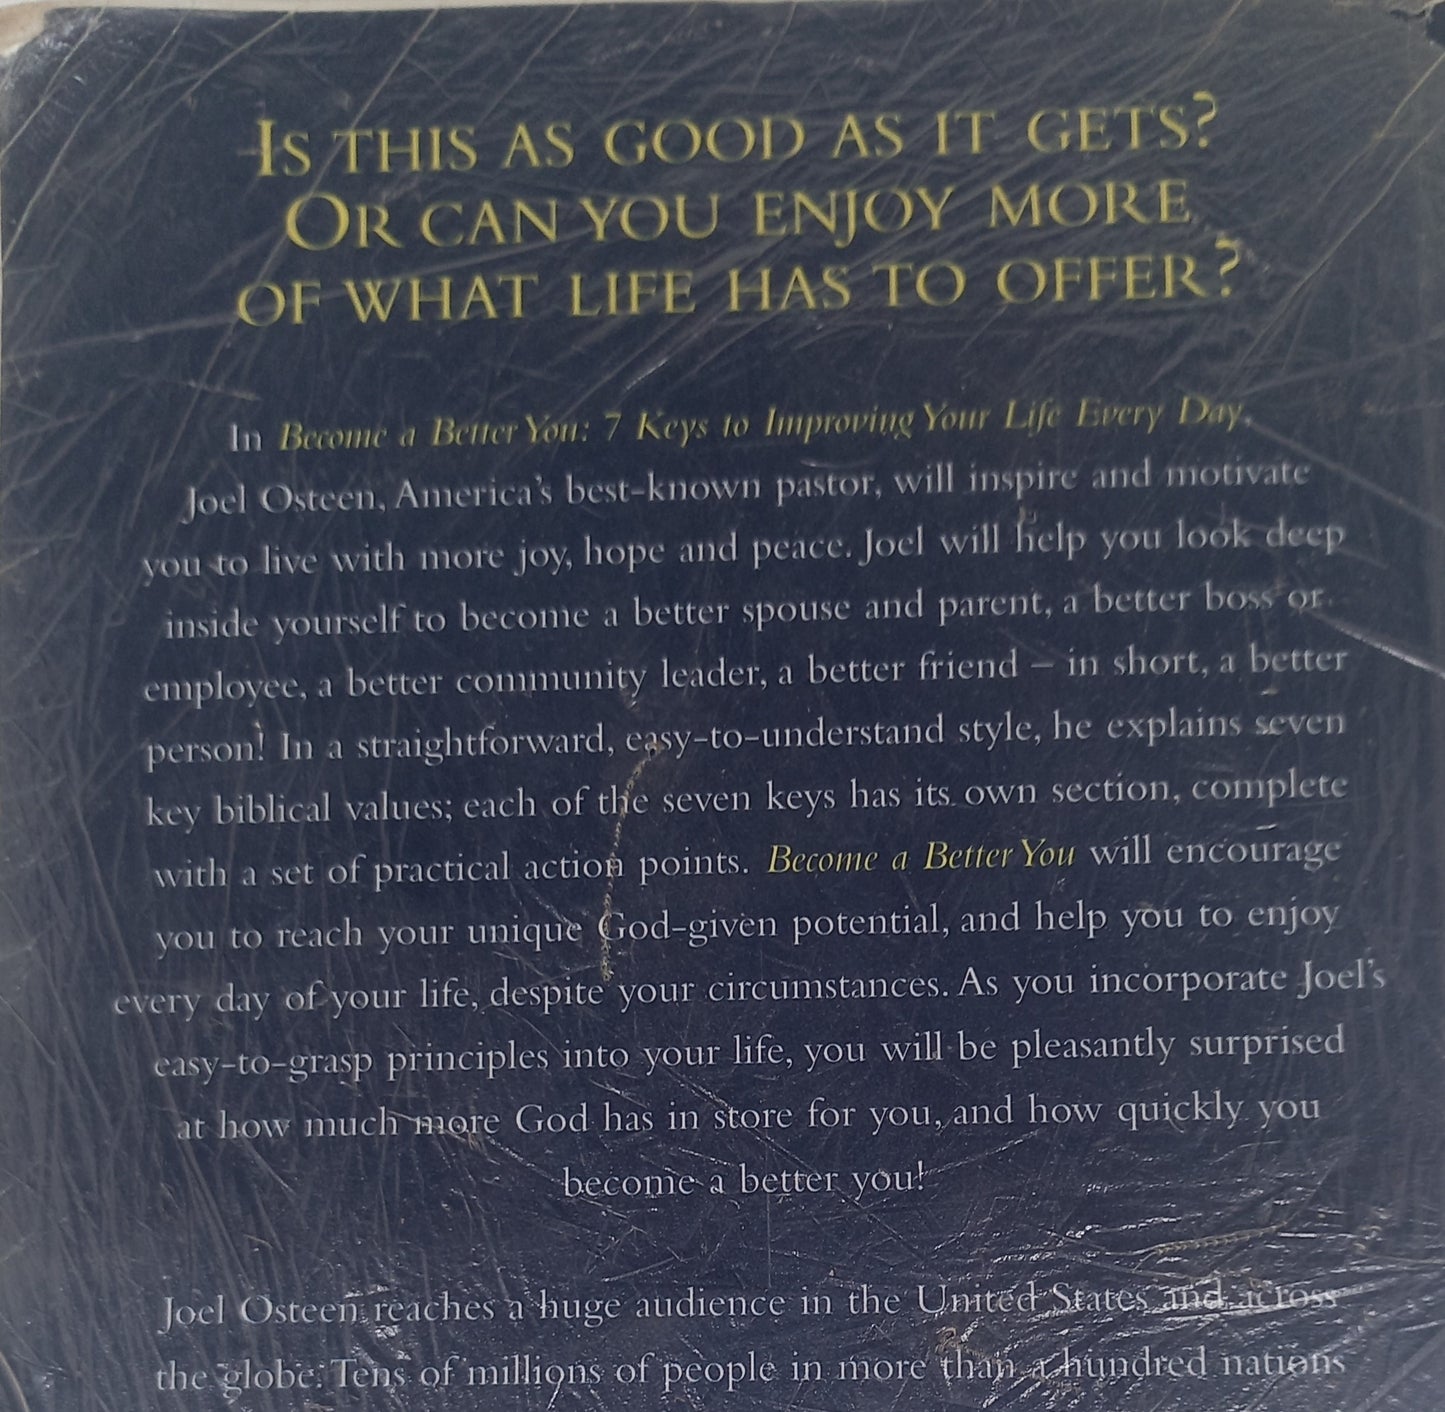 Is this as good as it gets?
Or can you enjoy more
of what life has to offer?
In Become a Better You: 7 Keys to Improving Your Life Every Day,
Joel Osteen, America's best-known pastor, will inspire and motivate
you to live with more joy, hope and peace. Joel will help you look deep
inside yourself to become a better spouse and parent, a better boss or
employee, a better community leader, a better friend – in short, a better
person! In a straightforward, easy-to-understand style, he explains seven
key biblical values; each of the seven keys has its own section, complete
with a set of practical action points. Become a Better You will encourage
you to reach your unique God-given potential, and help you to enjoy
every day of your life, despite your circumstances. As you incorporate Joel's
easy-to-grasp principles into your life, you will be pleasantly surprised
at how much more God has in store for you, and how quickly you
become a better you!
Joel Osteen reaches a huge audience in the United States and across
the globe. Tens of millions of people in more than a hundred nations